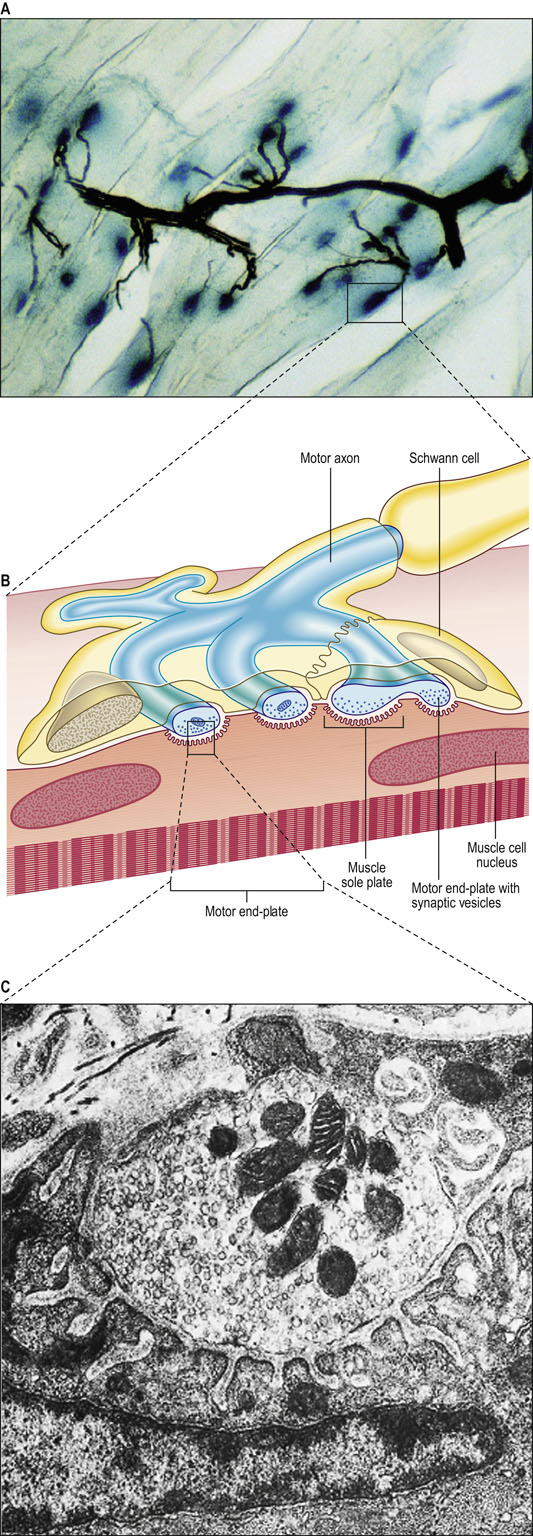 A
Motor axon
Schwann cell
B
Muscle cell
nucleus
Muscle
sole plate
Motor end-plate with
synaptic vesicles
Motor end-plate
C